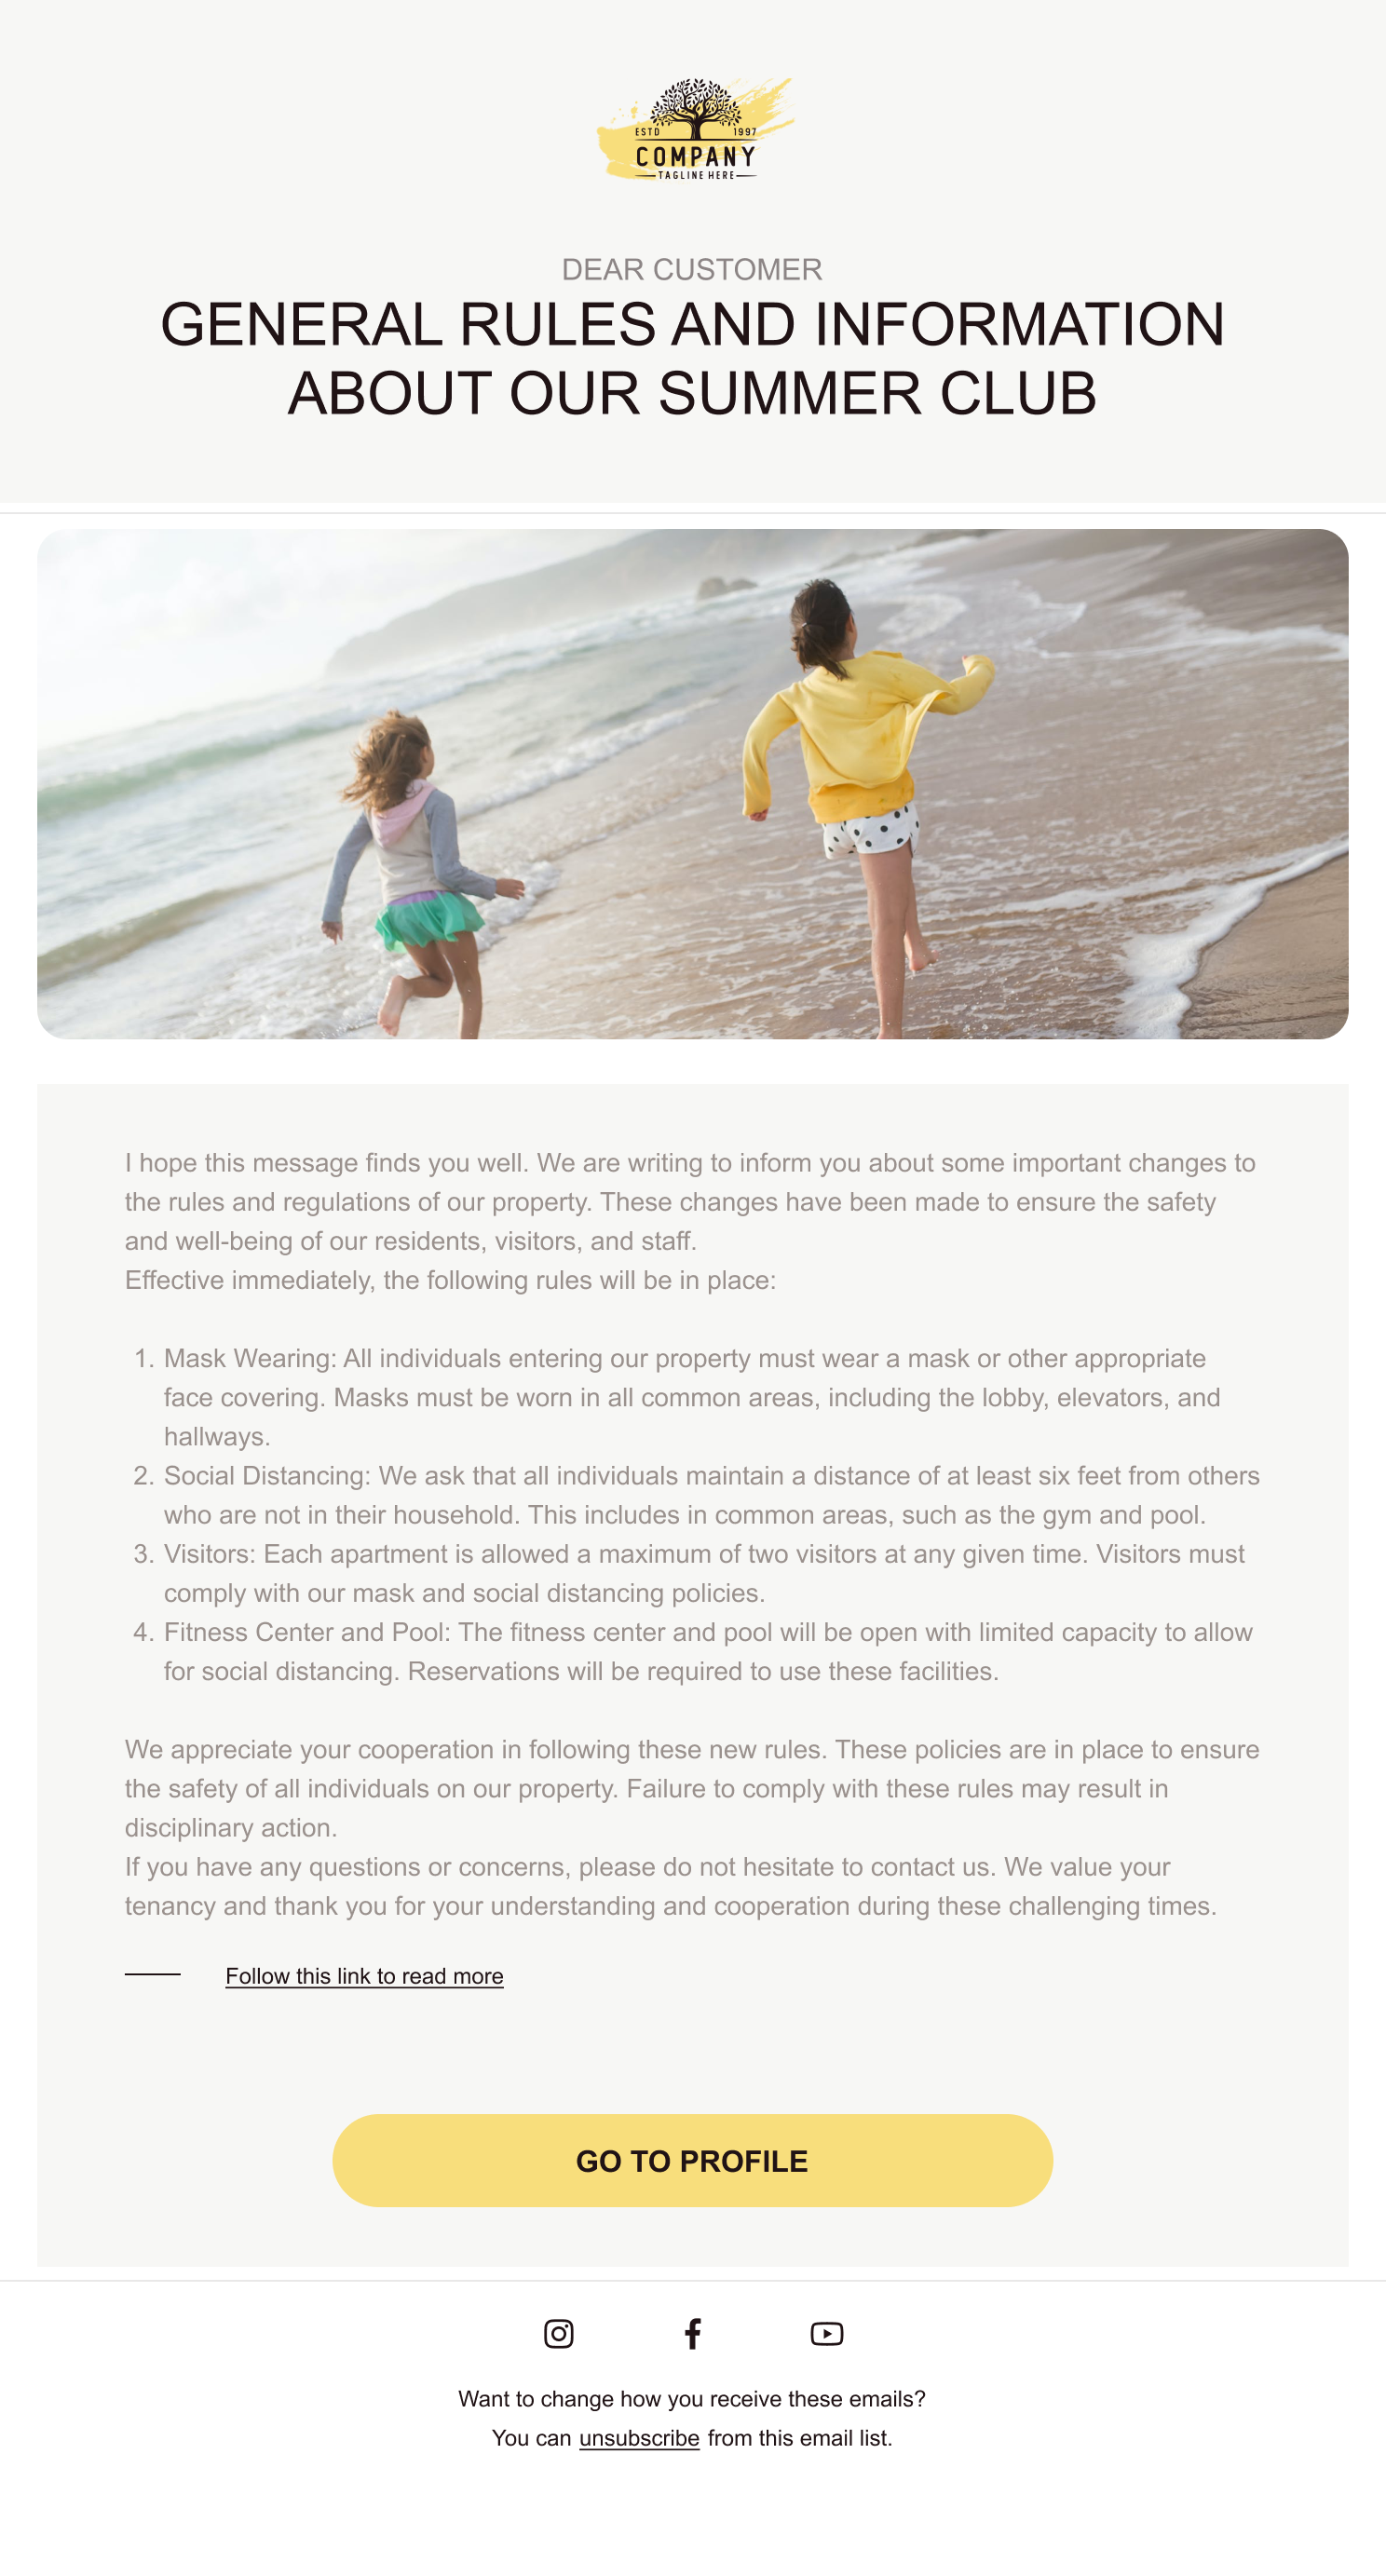 ESTD 1997
COMPANY
TAGLINE HERE
DEAR CUSTOMER
GENERAL RULES AND INFORMATION
ABOUT OUR SUMMER CLUB
I hope this message finds you well. We are writing to inform you about some important changes to
the rules and regulations of our property. These changes have been made to ensure the safety
and well-being of our residents, visitors, and staff.
Effective immediately, the following rules will be in place:
1. Mask Wearing: All individuals entering our property must wear a mask or other appropriate
face covering. Masks must be worn in all common areas, including the lobby, elevators, and
hallways.
2. Social Distancing: We ask that all individuals maintain a distance of at least six feet from others
who are not in their household. This includes in common areas, such as the gym and pool.
3. Visitors: Each apartment is allowed a maximum of two visitors at any given time. Visitors must
comply with our mask and social distancing policies.
4. Fitness Center and Pool: The fitness center and pool will be open with limited capacity to allow
for social distancing. Reservations will be required to use these facilities.
We appreciate your cooperation in following these new rules. These policies are in place to ensure
the safety of all individuals on our property. Failure to comply with these rules may result in
disciplinary action.
If you have any questions or concerns, please do not hesitate to contact us. We value your
tenancy and thank you for your understanding and cooperation during these challenging times.
Follow this link to read more
GO TO PROFILE
Want to change how you receive these emails?
You can unsubscribe from this email list.